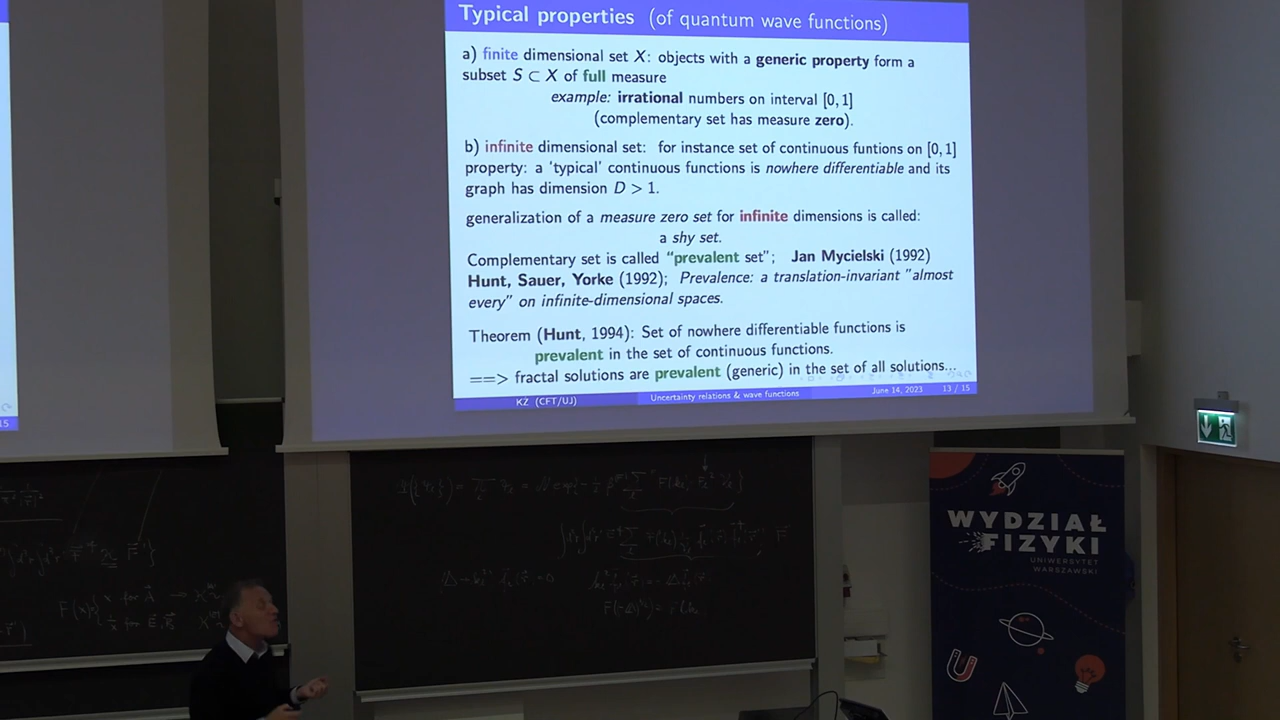 Typical properties (of quantum wave functions)
a) finite dimensional set X: objects with a generic property form a
subset S ⊂ X of full measure
example: irrational numbers on interval [0, 1]
(complementary set has measure zero).
b) infinite dimensional set: for instance set of continuous funtions on [0, 1]
property: a 'typical' continuous functions is nowhere differentiable and its
graph has dimension D > 1.
generalization of a measure zero set for infinite dimensions is called:
a shy set.
Complementary set is called "prevalent set"; Jan Mycielski (1992)
Hunt, Sauer, Yorke (1992); Prevalence: a translation-invariant "almost
every" on infinite-dimensional spaces.
Theorem (Hunt, 1994): Set of nowhere differentiable functions is
prevalent in the set of continuous functions.
==> fractal solutions are prevalent (generic) in the set of all solutions...
KŻ (CFT/UJ) Uncertainty relations & wave functions June 14, 2023 13 / 15
15
WYDZIAŁ
FIZYKI
UNIWERSYTET
WARSZAWSKI